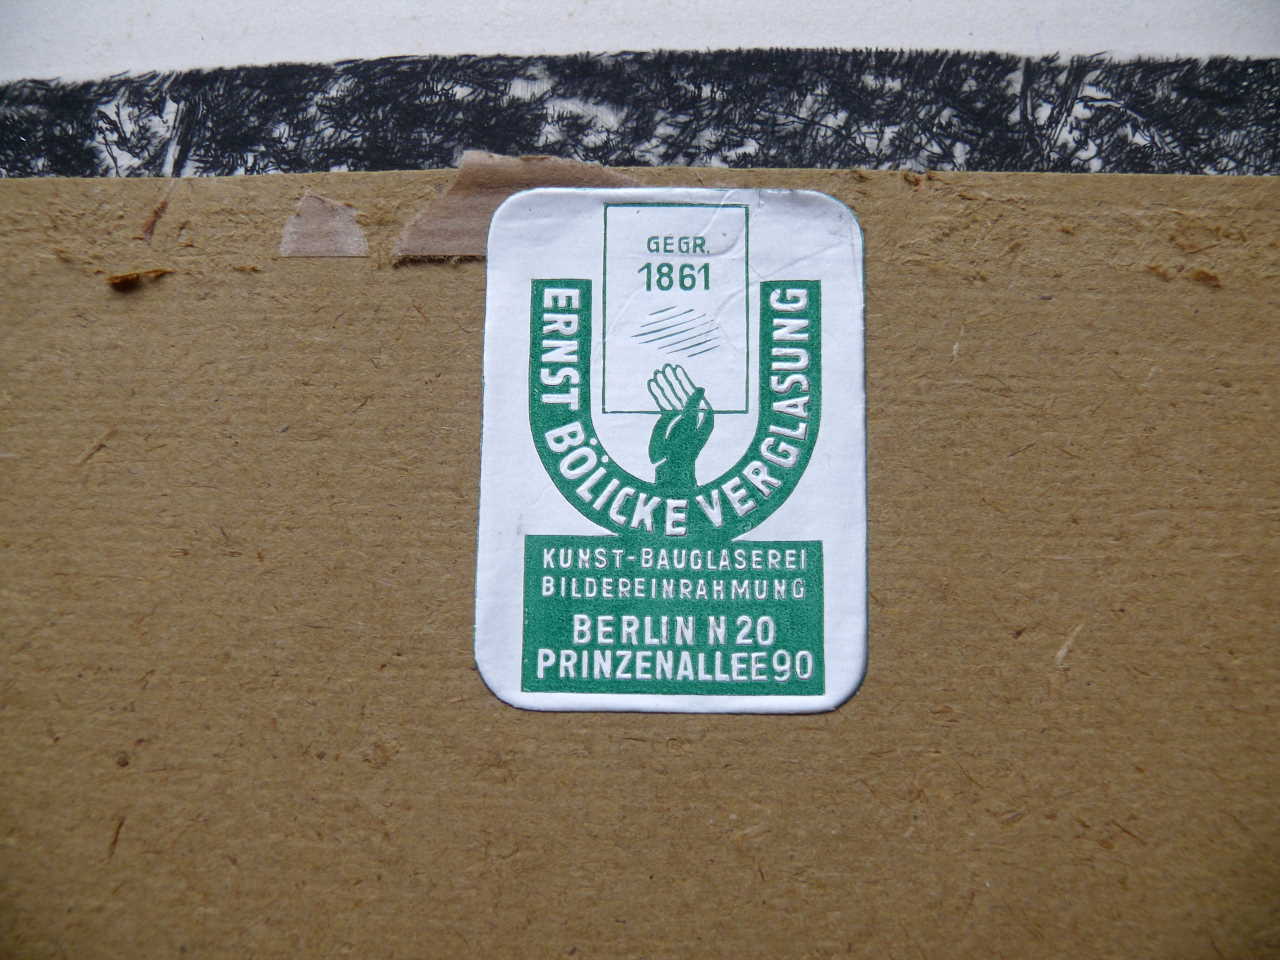 GEGR.
1861
ERNST BÖLICKE VERGLASUNG
KUNST-BAUGLASEREI
BILDEREINRAHMUNG
BERLIN N 20
PRINZENALLEE 90